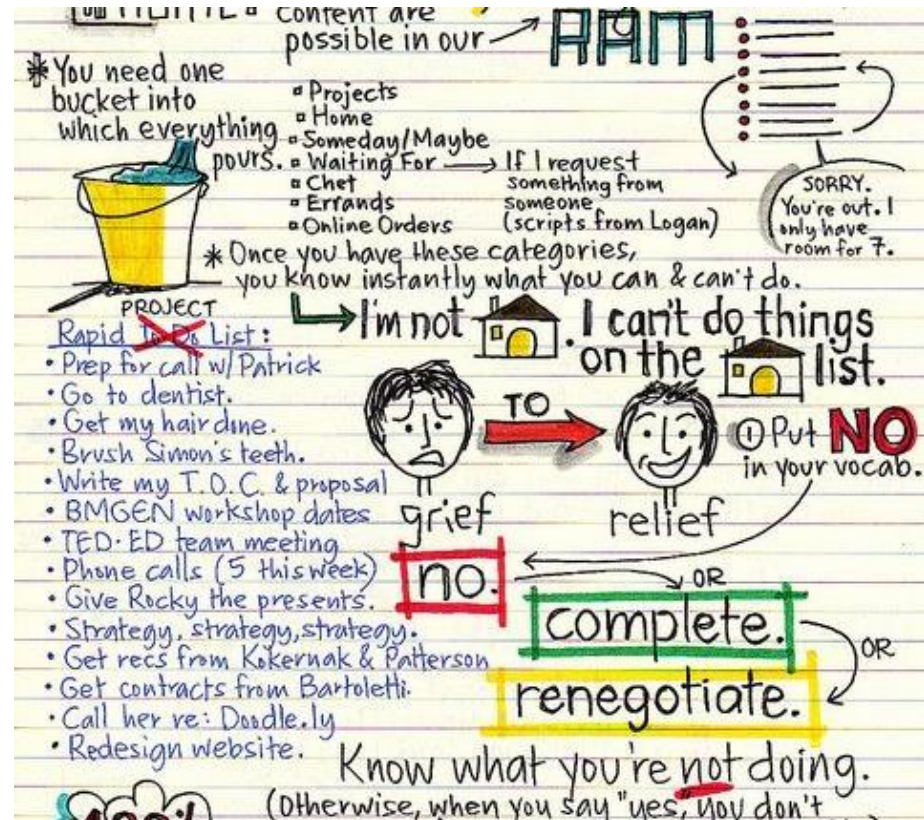 content are
possible in our → RAM
* You need one
bucket into
which everything
pours.
▫ Projects
▫ Home
▫ Someday/Maybe
▫ Waiting For → If I request
something from
someone
(scripts from Logan)
▫ Chet
▫ Errands
▫ Online Orders
SORRY.
You're out. I
only have
room for 7.
* Once you have these categories,
you know instantly what you can & can't do.
I'm not . I can't do things
on the list.
PROJECT
Rapid To Do List:
• Prep for call w/ Patrick
• Go to dentist.
• Get my hair done.
• Brush Simon's teeth.
• Write my T.O.C. & proposal
• BMGEN workshop dates
• TED-ED team meeting
• Phone calls (5 this week)
• Give Rocky the presents.
• Strategy, strategy, strategy.
• Get recs from Kokernak & Patterson
• Get contracts from Bartoletti.
• Call her re: Doodle.ly
• Redesign website.
TO
grief
relief
① Put NO
in your vocab.
no.
OR
complete.
OR
renegotiate.
Know what you're not doing.
(Otherwise, when you say "yes," you don't